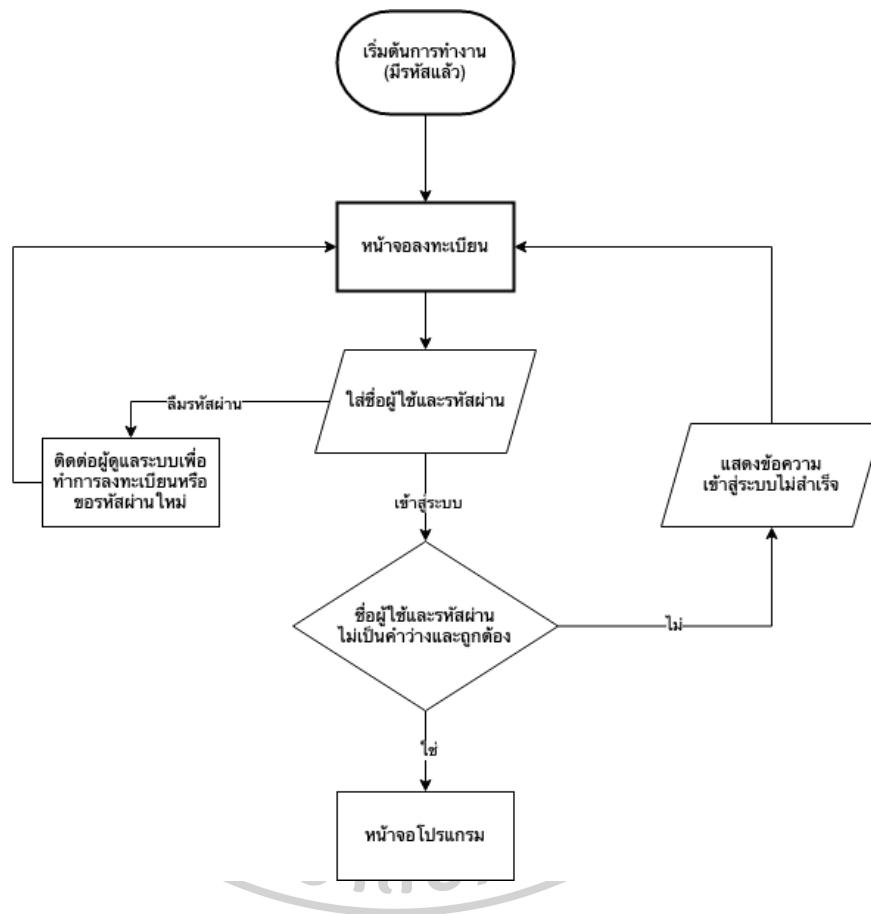 เริ่มต้นการทำงาน
(มีรหัสแล้ว)
หน้าจอลงทะเบียน
ใส่ชื่อผู้ใช้และรหัสผ่าน
ลืมรหัสผ่าน
ติดต่อผู้ดูแลระบบเพื่อ
ทำการลงทะเบียนหรือ
ขอรหัสผ่านใหม่
แสดงข้อความ
เข้าสู่ระบบไม่สำเร็จ
เข้าสู่ระบบ
ชื่อผู้ใช้และรหัสผ่าน
ไม่เป็นคำว่างและถูกต้อง
ไม่
ใช่
หน้าจอโปรแกรม